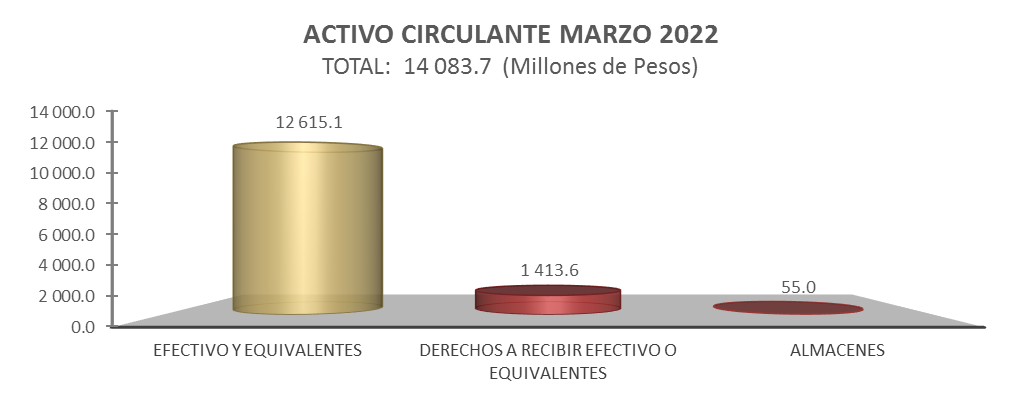 ACTIVO CIRCULANTE MARZO 2022
TOTAL:  14 083.7  (Millones de Pesos)
14 000.0
12 000.0
10 000.0
8 000.0
6 000.0
4 000.0
2 000.0
0.0
12 615.1
1 413.6
55.0
EFECTIVO Y EQUIVALENTES
DERECHOS A RECIBIR EFECTIVO O
EQUIVALENTES
ALMACENES